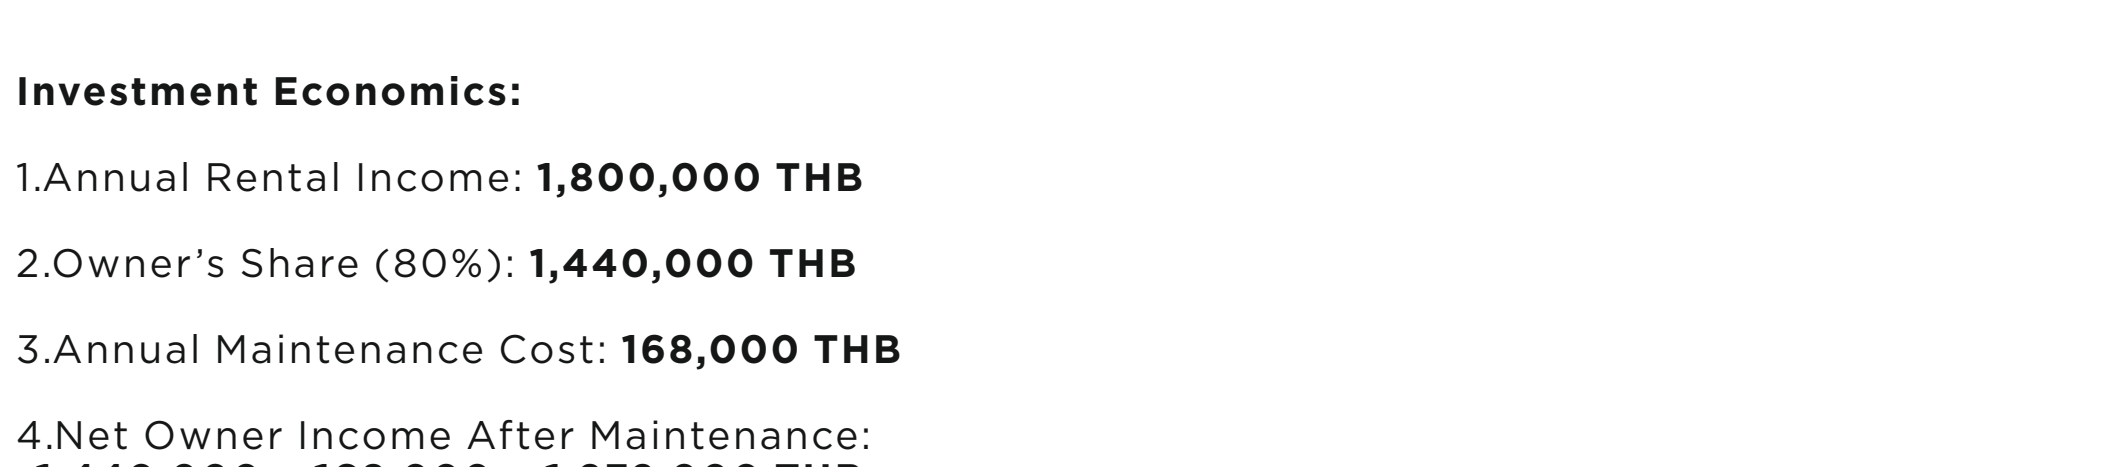 Investment Economics:
1.Annual Rental Income: 1,800,000 THB
2.Owner’s Share (80%): 1,440,000 THB
3.Annual Maintenance Cost: 168,000 THB
4.Net Owner Income After Maintenance: